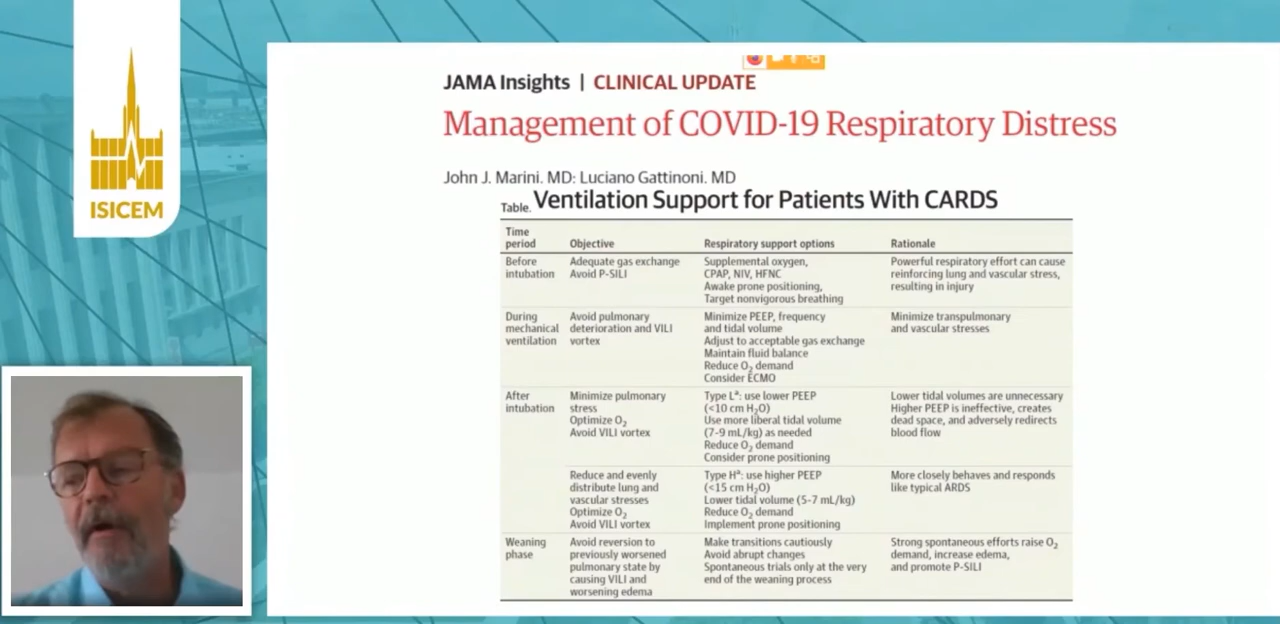 ISICEM
JAMA Insights | CLINICAL UPDATE
Management of COVID-19 Respiratory Distress
John J. Marini, MD; Luciano Gattinoni, MD
Table. Ventilation Support for Patients With CARDS
Time period
Objective
Respiratory support options
Rationale
Before
intubation
Adequate gas exchange
Avoid P-SILI
Supplemental oxygen,
CPAP, NIV, HFNC
Awake prone positioning,
Target nonvigorous breathing
Powerful respiratory effort can cause
reinforcing lung and vascular stress,
resulting in injury
During
mechanical
ventilation
Avoid pulmonary
deterioration and VILI
vortex
Minimize PEEP, frequency
and tidal volume
Adjust to acceptable gas exchange
Maintain fluid balance
Reduce O₂ demand
Consider ECMO
Minimize transpulmonary
and vascular stresses
After
intubation
Minimize pulmonary
stress
Optimize O₂
Avoid VILI vortex
Type Lᵃ: use lower PEEP
(<10 cm H₂O)
Use more liberal tidal volume
(7-9 mL/kg) as needed
Reduce O₂ demand
Consider prone positioning
Lower tidal volumes are unnecessary
Higher PEEP is ineffective, creates
dead space, and adversely redirects
blood flow
Reduce and evenly
distribute lung and
vascular stresses
Optimize O₂
Avoid VILI vortex
Type Hᵃ: use higher PEEP
(<15 cm H₂O)
Lower tidal volume (5-7 mL/kg)
Reduce O₂ demand
Implement prone positioning
More closely behaves and responds
like typical ARDS
Weaning
phase
Avoid reversion to
previously worsened
pulmonary state by
causing VILI and
worsening edema
Make transitions cautiously
Avoid abrupt changes
Spontaneous trials only at the very
end of the weaning process
Strong spontaneous efforts raise O₂
demand, increase edema,
and promote P-SILI